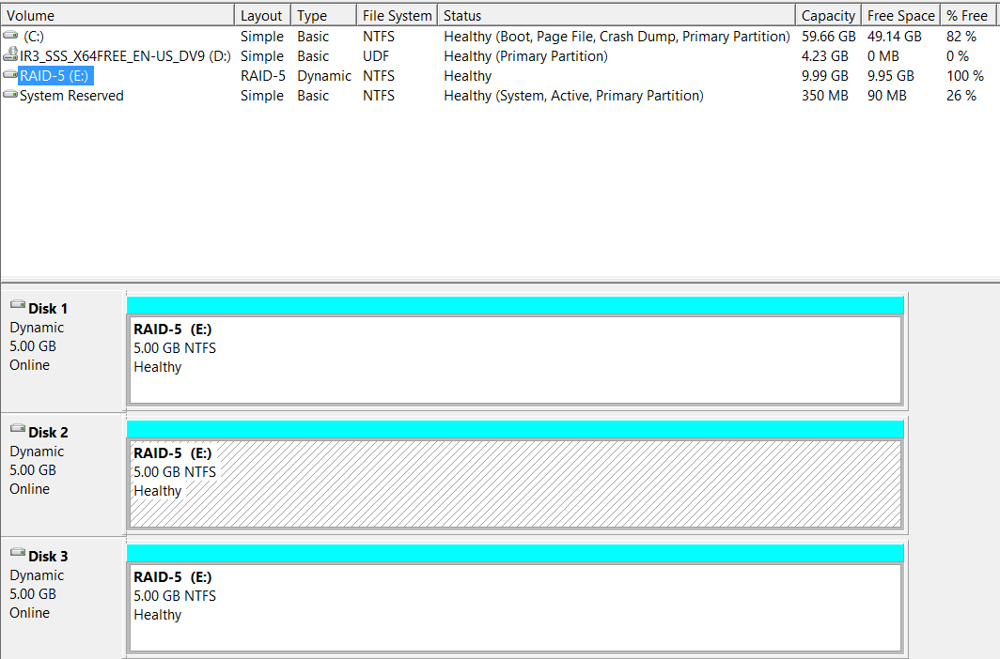 Volume Layout Type File System Status Capacity Free Space % Free
(C:) Simple Basic NTFS Healthy (Boot, Page File, Crash Dump, Primary Partition) 59.66 GB 49.14 GB 82 %
IR3_SSS_X64FREE_EN-US_DV9 (D:) Simple Basic UDF Healthy (Primary Partition) 4.23 GB 0 MB 0 %
RAID-5 (E:) RAID-5 Dynamic NTFS Healthy 9.99 GB 9.95 GB 100 %
System Reserved Simple Basic NTFS Healthy (System, Active, Primary Partition) 350 MB 90 MB 26 %
Disk 1
Dynamic
5.00 GB
Online
RAID-5 (E:)
5.00 GB NTFS
Healthy
Disk 2
Dynamic
5.00 GB
Online
RAID-5 (E:)
5.00 GB NTFS
Healthy
Disk 3
Dynamic
5.00 GB
Online
RAID-5 (E:)
5.00 GB NTFS
Healthy